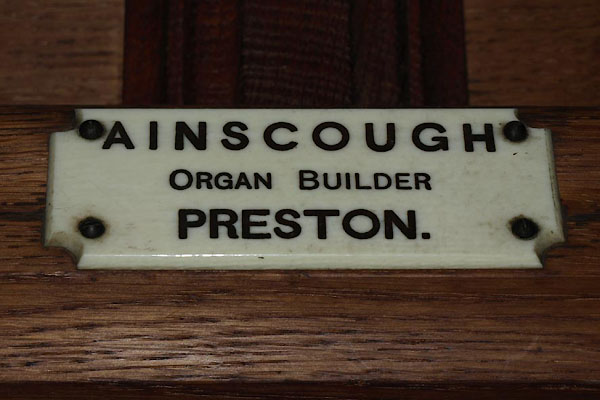 AINSCOUGH
ORGAN BUILDER
PRESTON.